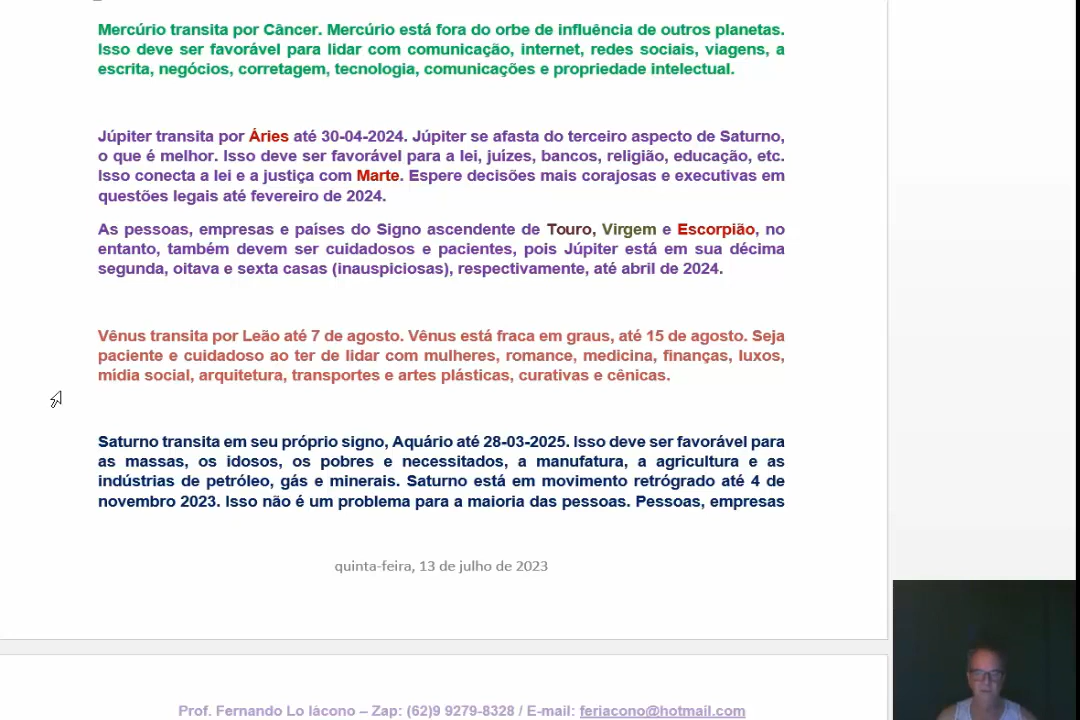 Mercúrio transita por Câncer. Mercúrio está fora do orbe de influência de outros planetas.
Isso deve ser favorável para lidar com comunicação, internet, redes sociais, viagens, a
escrita, negócios, corretagem, tecnologia, comunicações e propriedade intelectual.
Júpiter transita por Áries até 30-04-2024. Júpiter se afasta do terceiro aspecto de Saturno,
o que é melhor. Isso deve ser favorável para a lei, juízes, bancos, religião, educação, etc.
Isso conecta a lei e a justiça com Marte. Espere decisões mais corajosas e executivas em
questões legais até fevereiro de 2024.
As pessoas, empresas e países do Signo ascendente de Touro, Virgem e Escorpião, no
entanto, também devem ser cuidadosos e pacientes, pois Júpiter está em sua décima
segunda, oitava e sexta casas (inauspiciosas), respectivamente, até abril de 2024.
Vênus transita por Leão até 7 de agosto. Vênus está fraca em graus, até 15 de agosto. Seja
paciente e cuidadoso ao ter de lidar com mulheres, romance, medicina, finanças, luxos,
mídia social, arquitetura, transportes e artes plásticas, curativas e cênicas.
Saturno transita em seu próprio signo, Aquário até 28-03-2025. Isso deve ser favorável para
as massas, os idosos, os pobres e necessitados, a manufatura, a agricultura e as
indústrias de petróleo, gás e minerais. Saturno está em movimento retrógrado até 4 de
novembro 2023. Isso não é um problema para a maioria das pessoas. Pessoas, empresas
quinta-feira, 13 de julho de 2023
Prof. Fernando Lo Iácono – Zap: (62)9 9279-8328 / E-mail: feriacono@hotmail.com